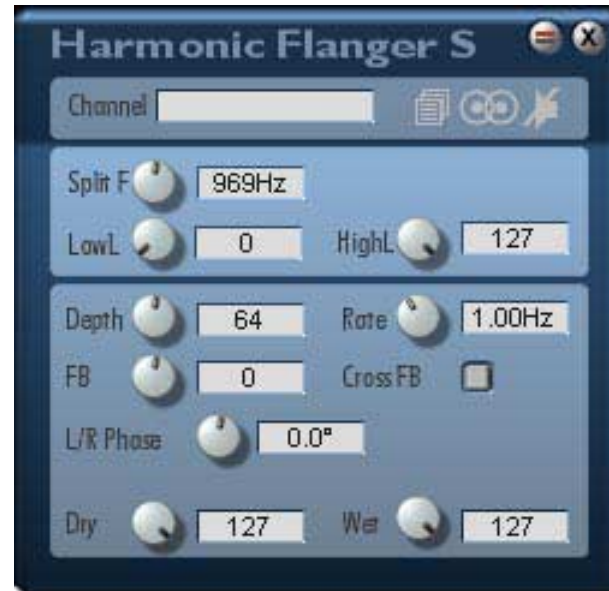 Harmonic Flanger S
Channel
Split F 969Hz
LowL 0 HighL 127
Depth 64 Rate 1.00Hz
FB 0 Cross FB
L/R Phase 0.0°
Dry 127 Wet 127